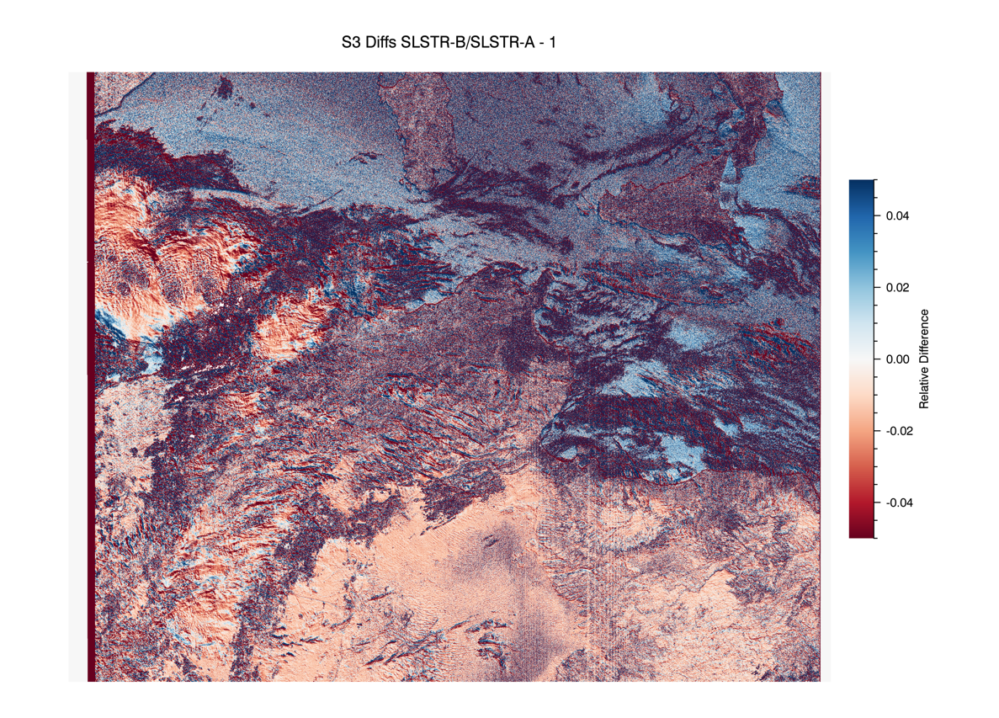 S3 Diffs SLSTR-B/SLSTR-A - 1
0.04
0.02
0.00
-0.02
-0.04
Relative Difference